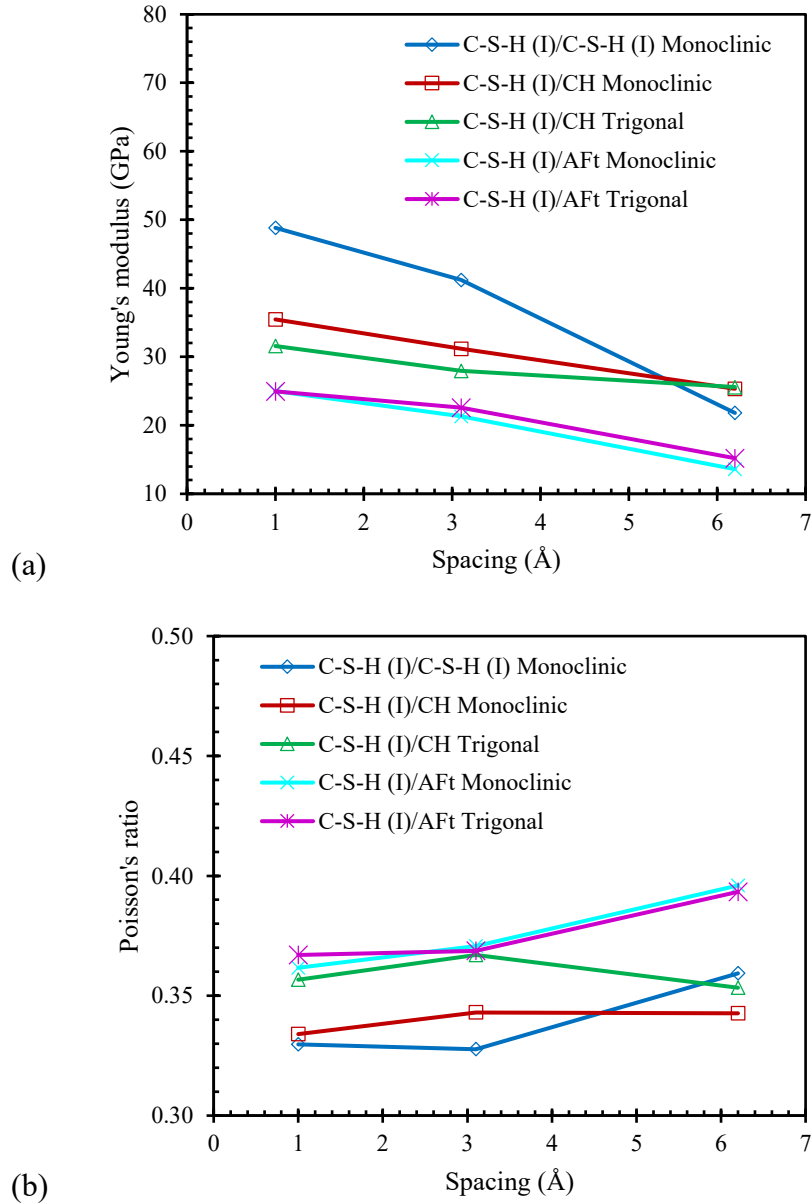 80
70
60
50
40
30
20
10
Young's modulus (GPa)
C-S-H (I)/C-S-H (I) Monoclinic
C-S-H (I)/CH Monoclinic
C-S-H (I)/CH Trigonal
C-S-H (I)/AFt Monoclinic
C-S-H (I)/AFt Trigonal
0 1 2 3 4 5 6 7
Spacing (Å)
(a)
0.50
0.45
0.40
0.35
0.30
Poisson's ratio
C-S-H (I)/C-S-H (I) Monoclinic
C-S-H (I)/CH Monoclinic
C-S-H (I)/CH Trigonal
C-S-H (I)/AFt Monoclinic
C-S-H (I)/AFt Trigonal
0 1 2 3 4 5 6 7
Spacing (Å)
(b)